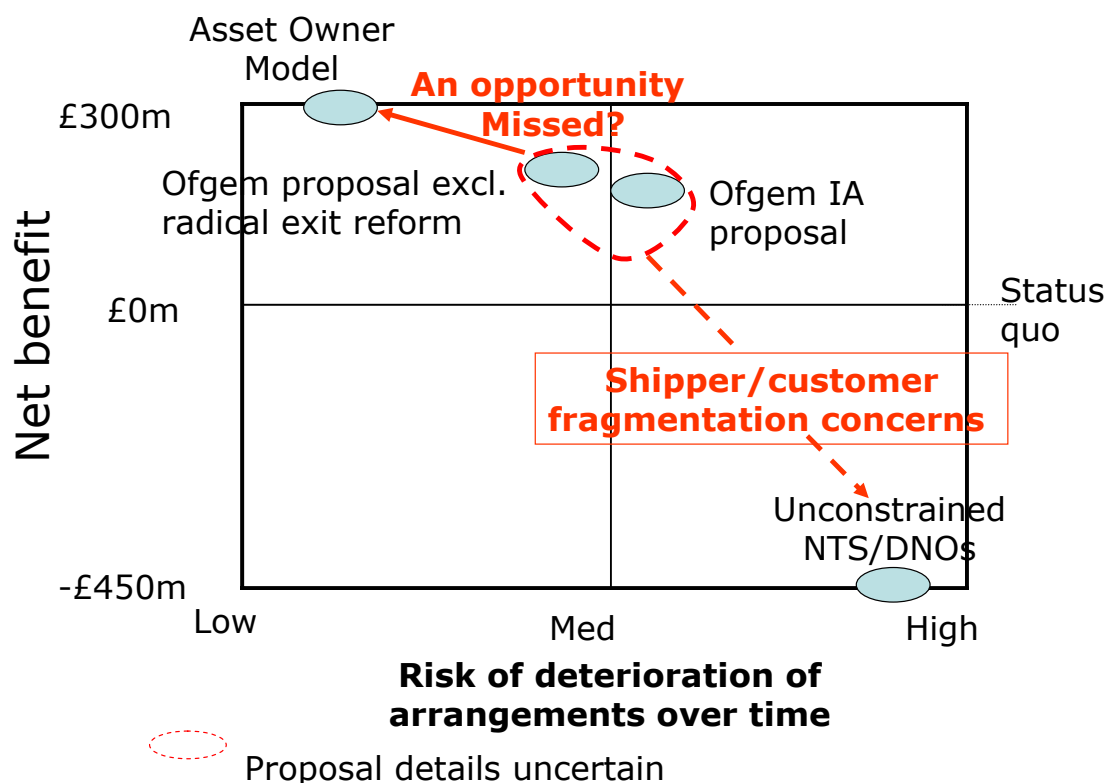 Asset Owner
Model
An opportunity
Missed?
£300m
Ofgem proposal excl.
radical exit reform
Ofgem IA
proposal
Net benefit
£0m
Status
quo
Shipper/customer
fragmentation concerns
Unconstrained
NTS/DNOs
-£450m
Low
Med
High
Risk of deterioration of
arrangements over time
Proposal details uncertain